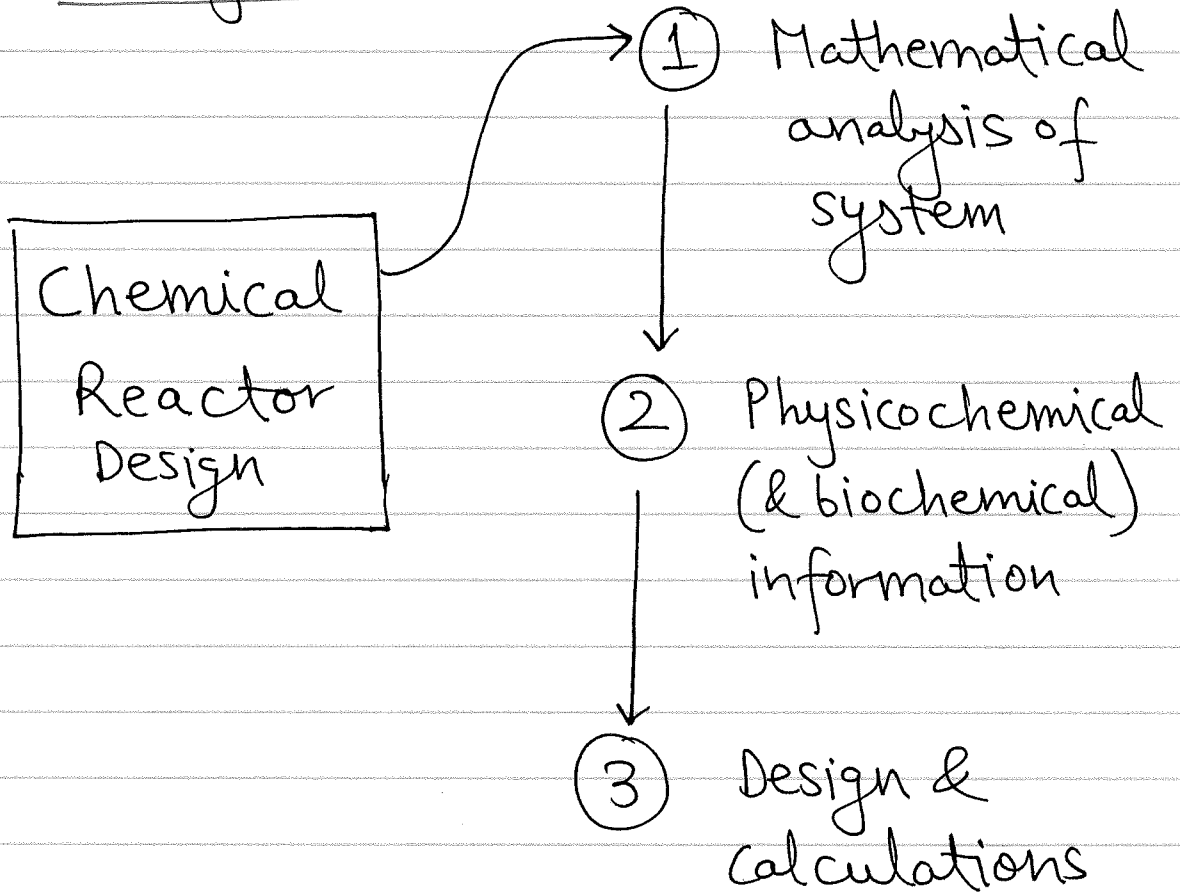 Chemical
Reactor
Design
1 Mathematical
analysis of
system
2 Physicochemical
(& biochemical)
information
3 Design &
calculations